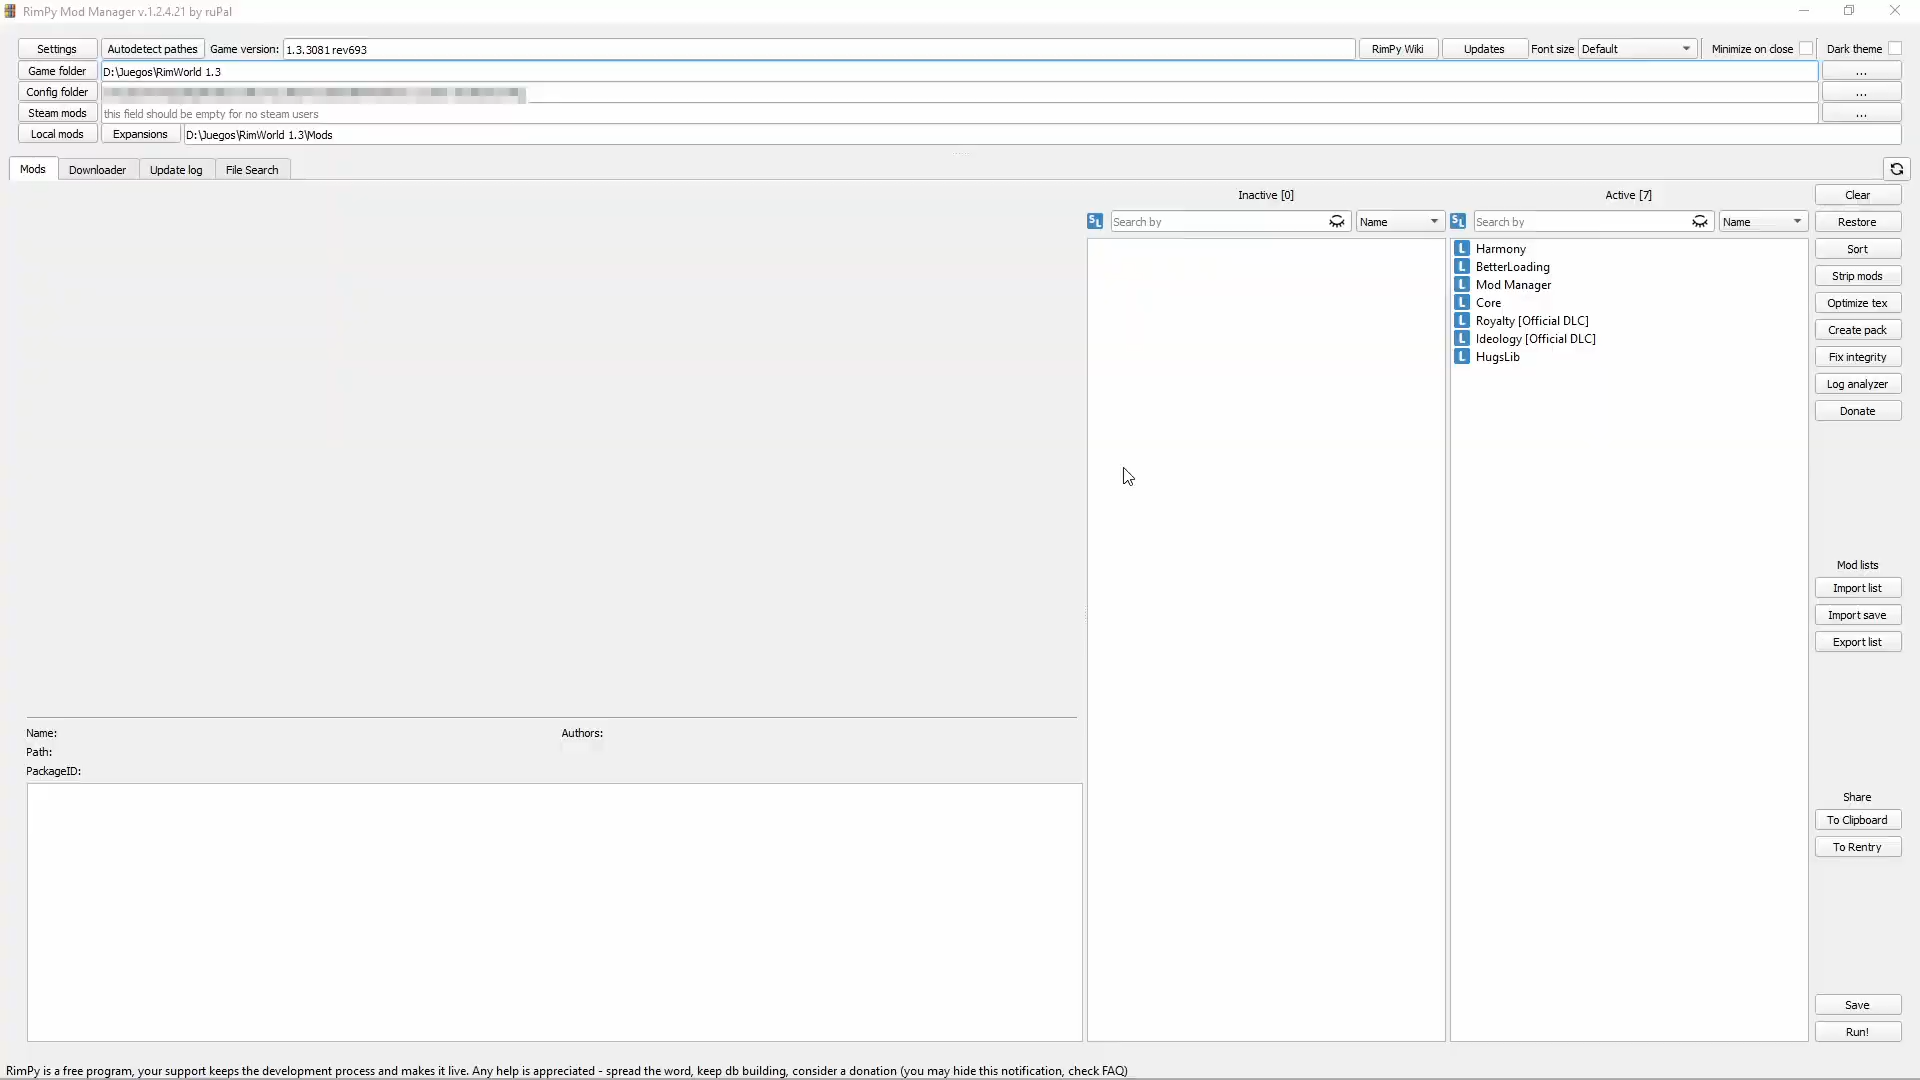 RimPy Mod Manager v.1.2.4.21 by ruPal
Settings Autodetect pathes Game version: 1.3.3081 rev693 RimPy Wiki Updates Font size Default Minimize on close Dark theme
Game folder D:\Juegos\RimWorld 1.3 ...
Config folder ...
Steam mods this field should be empty for no steam users ...
Local mods Expansions D:\Juegos\RimWorld 1.3\Mods
Mods Downloader Update log File Search
Inactive [0] Active [7] Clear
SL Search by Name SL Search by Name Restore
L Harmony Sort
L BetterLoading
L Mod Manager Strip mods
L Core Optimize tex
L Royalty [Official DLC] Create pack
L Ideology [Official DLC]
L HugsLib Fix integrity
Log analyzer
Donate
Mod lists
Import list
Import save
Export list
Name: Authors:
Path:
PackageID:
Share
To Clipboard
To Rentry
Save
Run!
RimPy is a free program, your support keeps the development process and makes it live. Any help is appreciated - spread the word, keep db building, consider a donation (you may hide this notification, check FAQ)